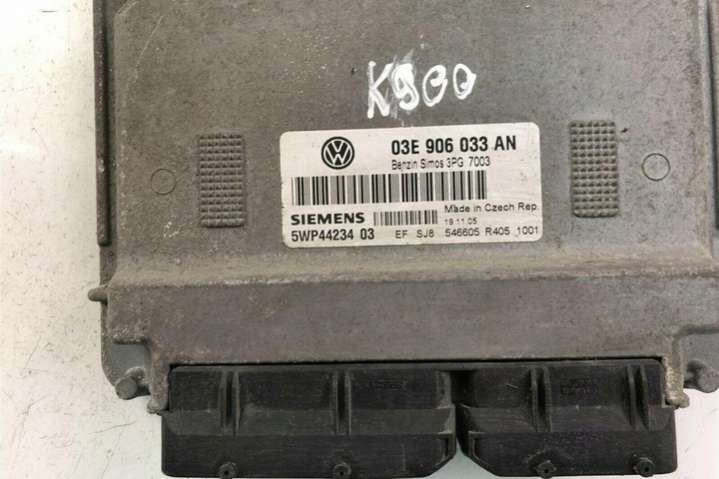 K900
03E 906 033 AN
Benzin Simos 3PG 7003
SIEMENS
Made in Czech Rep.
19.11.05
5WP44234 03 EF SJ8 546605 R405 1001